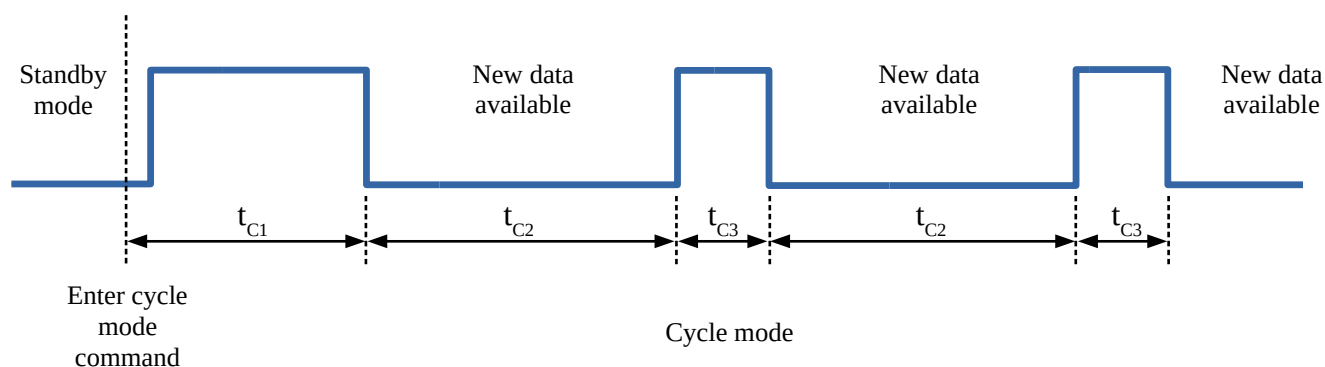 Standby
mode
New data
available
New data
available
New data
available
tC1
tC2
tC3
tC2
tC3
Enter cycle
mode
command
Cycle mode